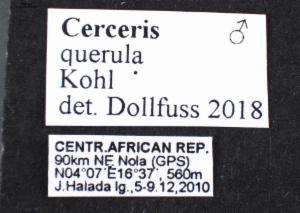 Cerceris ♂
querula
Kohl
det. Dollfuss 2018
CENTR.AFRICAN REP.
90km NE Nola (GPS)
N04°07'E16°37', 560m
J.Halada lg.,5-9.12,2010